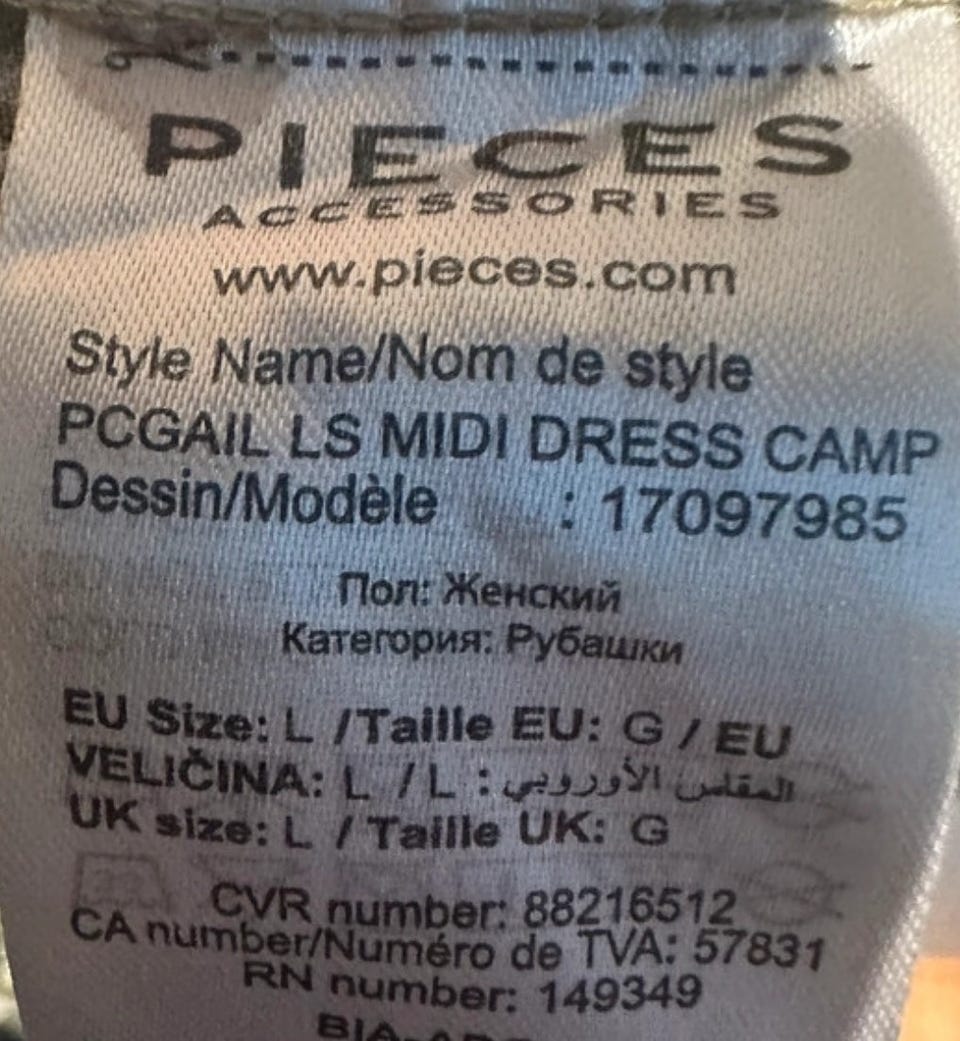 PIECES
ACCESSORIES
www.pieces.com
Style Name/Nom de style
PCGAIL LS MIDI DRESS CAMP
Dessin/Modèle : 17097985
Пол: Женский
Категория: Рубашки
EU Size: L /Taille EU: G / EU
VELIČINA: L / L : المقاس الأوروبي
UK size: L / Taille UK: G
CVR number: 88216512
CA number/Numéro de TVA: 57831
RN number: 149349